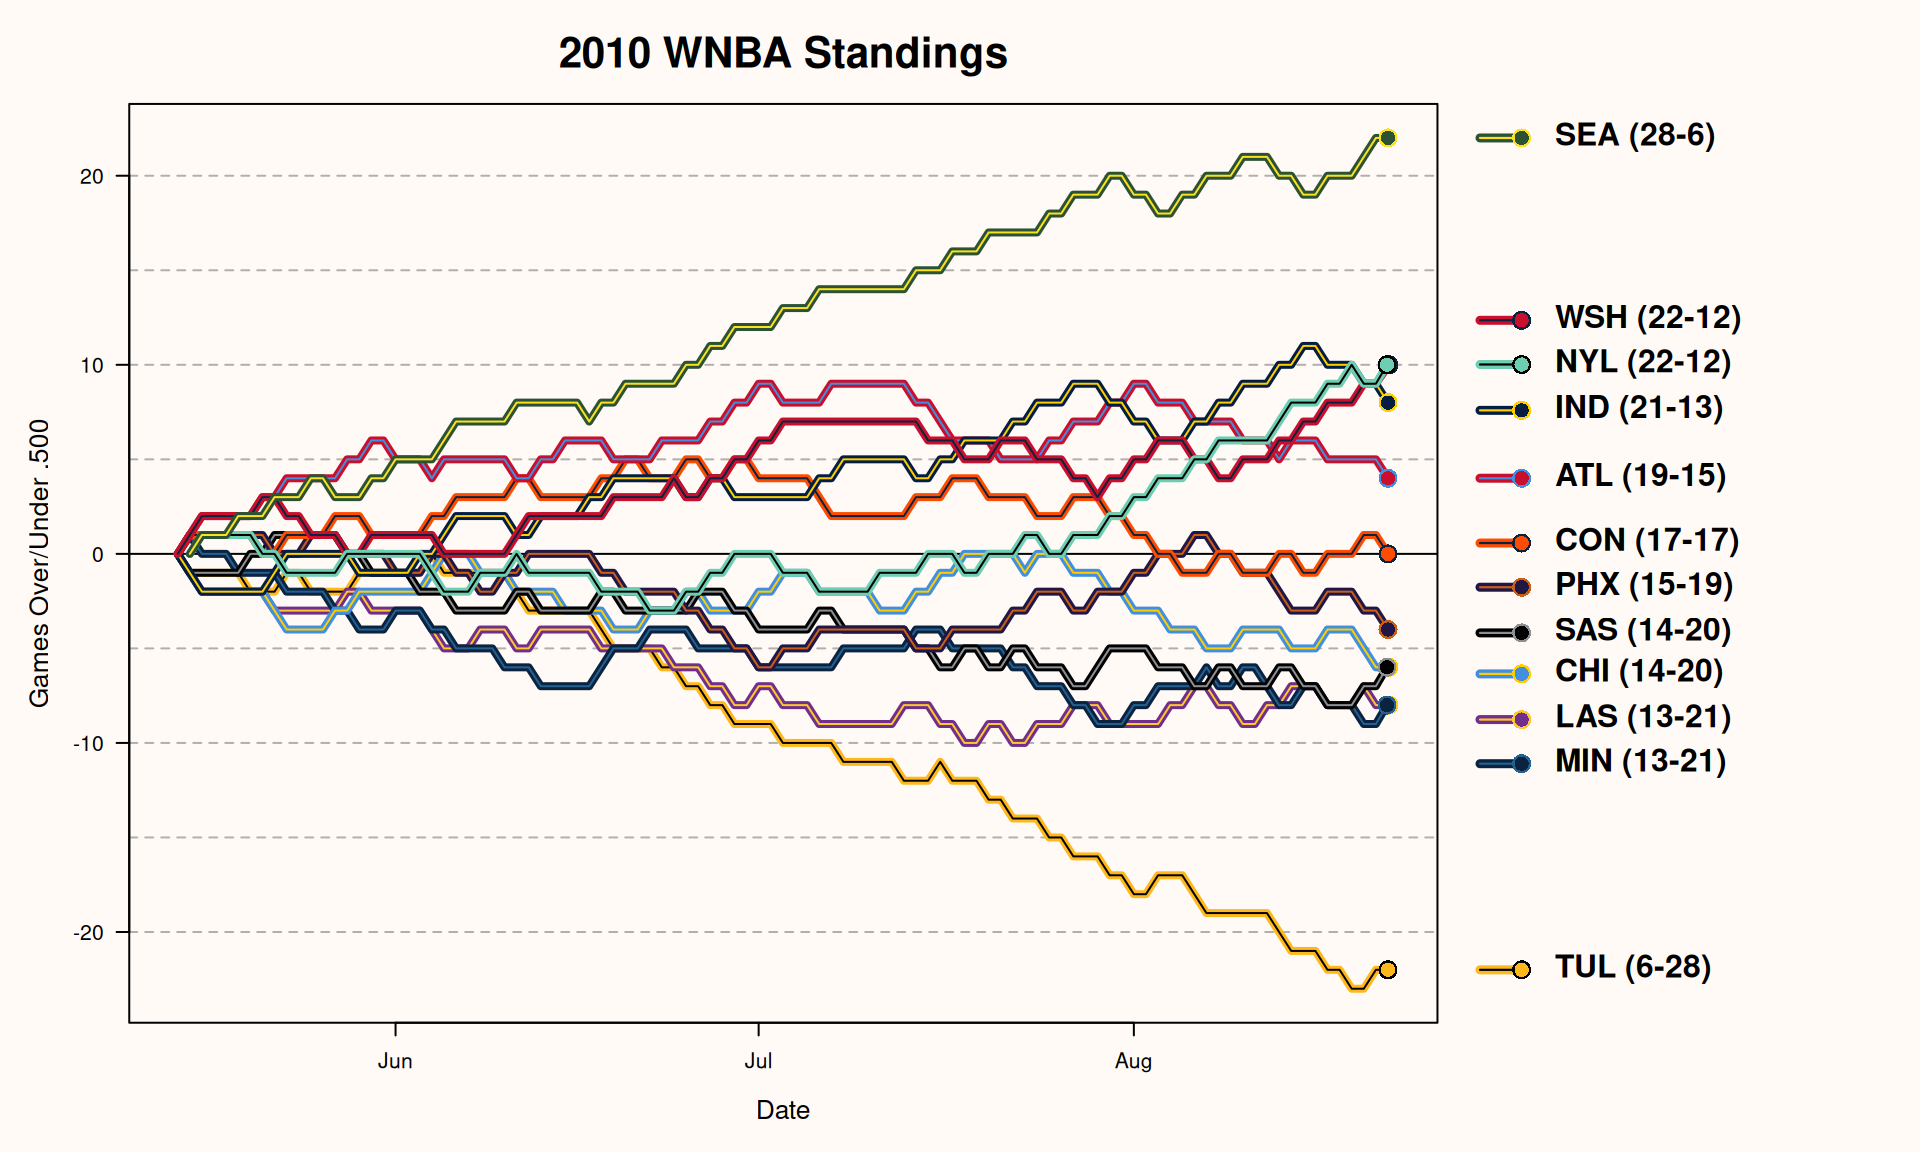 2010 WNBA Standings
Games Over/Under .500
20
10
0
-10
-20
Jun
Jul
Aug
Date
SEA (28-6)
WSH (22-12)
NYL (22-12)
IND (21-13)
ATL (19-15)
CON (17-17)
PHX (15-19)
SAS (14-20)
CHI (14-20)
LAS (13-21)
MIN (13-21)
TUL (6-28)